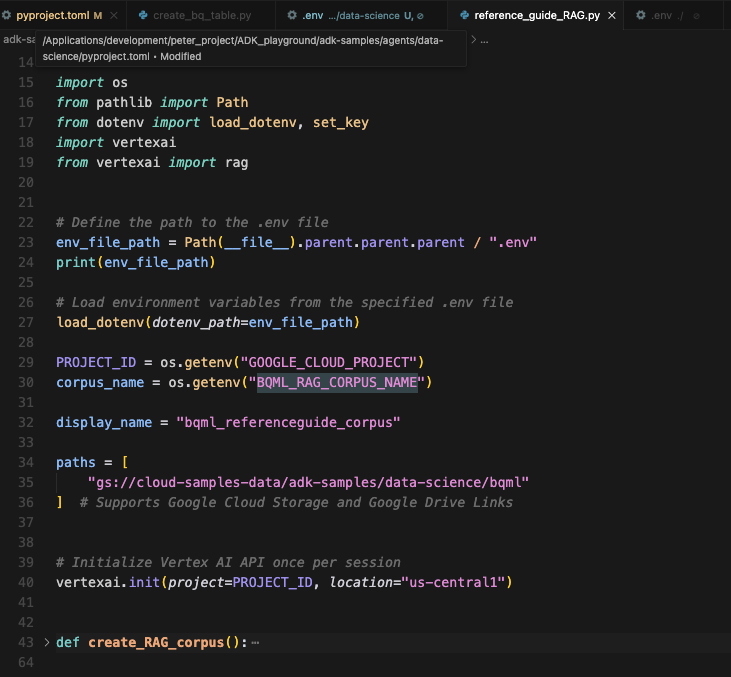 pyproject.toml M ×
create_bq_table.py
.env .../data-science U, ⊘
reference_guide_RAG.py ×
.env ./ ⊘
adk-sa
/Applications/development/peter_project/ADK_playground/adk-samples/agents/data-
science/pyproject.toml • Modified
> ...
14
15 import os
16 from pathlib import Path
17 from dotenv import load_dotenv, set_key
18 import vertexai
19 from vertexai import rag
20
21
22 # Define the path to the .env file
23 env_file_path = Path(__file__).parent.parent.parent / ".env"
24 print(env_file_path)
25
26 # Load environment variables from the specified .env file
27 load_dotenv(dotenv_path=env_file_path)
28
29 PROJECT_ID = os.getenv("GOOGLE_CLOUD_PROJECT")
30 corpus_name = os.getenv("BQML_RAG_CORPUS_NAME")
31
32 display_name = "bqml_referenceguide_corpus"
33
34 paths = [
35     "gs://cloud-samples-data/adk-samples/data-science/bqml"
36 ]  # Supports Google Cloud Storage and Google Drive Links
37
38
39 # Initialize Vertex AI API once per session
40 vertexai.init(project=PROJECT_ID, location="us-central1")
41
42
43 > def create_RAG_corpus():⋯
64